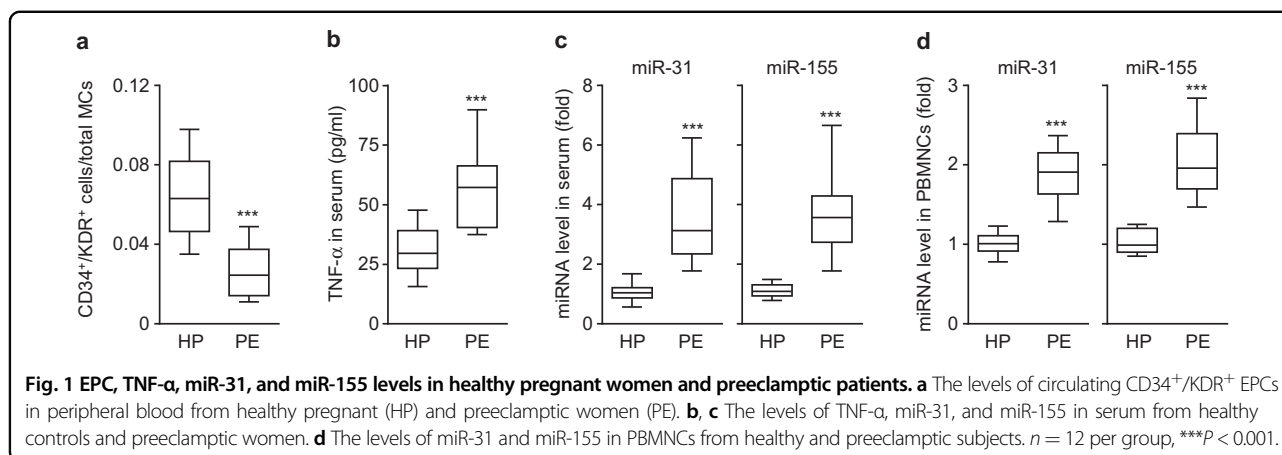 a
CD34+/KDR+ cells/total MCs
0.12
0.08
0.04
0
***
HP PE
b
TNF-α in serum (pg/ml)
100
75
50
25
0
***
HP PE
c
miR-31 miR-155
miRNA level in serum (fold)
8
6
4
2
0
*** ***
HP PE HP PE
d
miR-31 miR-155
miRNA level in PBMNCs (fold)
3
2
1
0
*** ***
HP PE HP PE
Fig. 1 EPC, TNF-α, miR-31, and miR-155 levels in healthy pregnant women and preeclamptic patients. a The levels of circulating CD34+/KDR+ EPCs
in peripheral blood from healthy pregnant (HP) and preeclamptic women (PE). b, c The levels of TNF-α, miR-31, and miR-155 in serum from healthy
controls and preeclamptic women. d The levels of miR-31 and miR-155 in PBMNCs from healthy and preeclamptic subjects. n = 12 per group, ***P < 0.001.